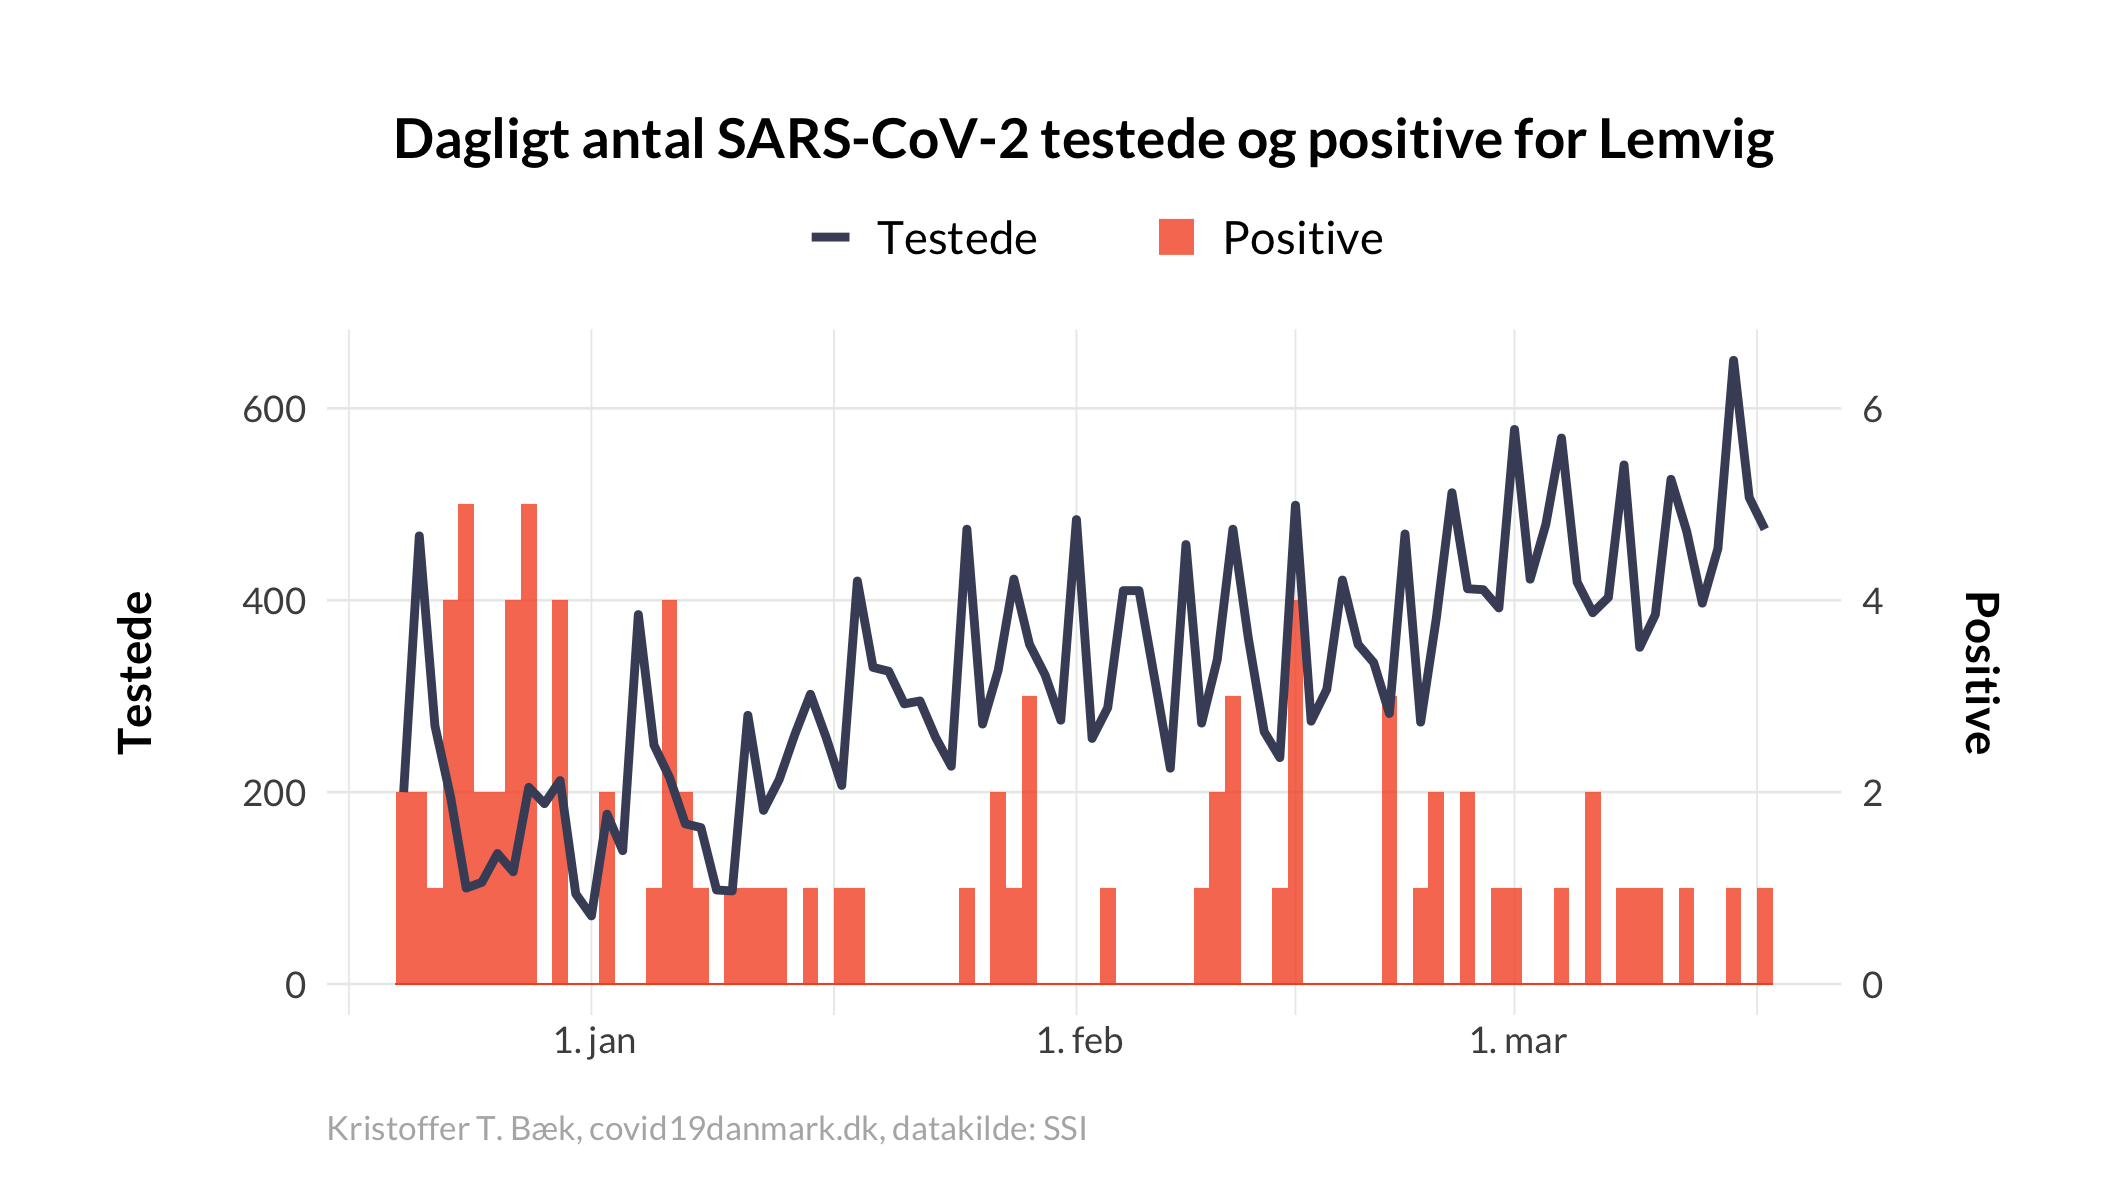 Dagligt antal SARS-CoV-2 testede og positive for Lemvig
Testede
Positive
600
400
200
0
6
4
2
0
Testede
Positive
1. jan
1. feb
1. mar
Kristoffer T. Bæk, covid19danmark.dk, datakilde: SSI